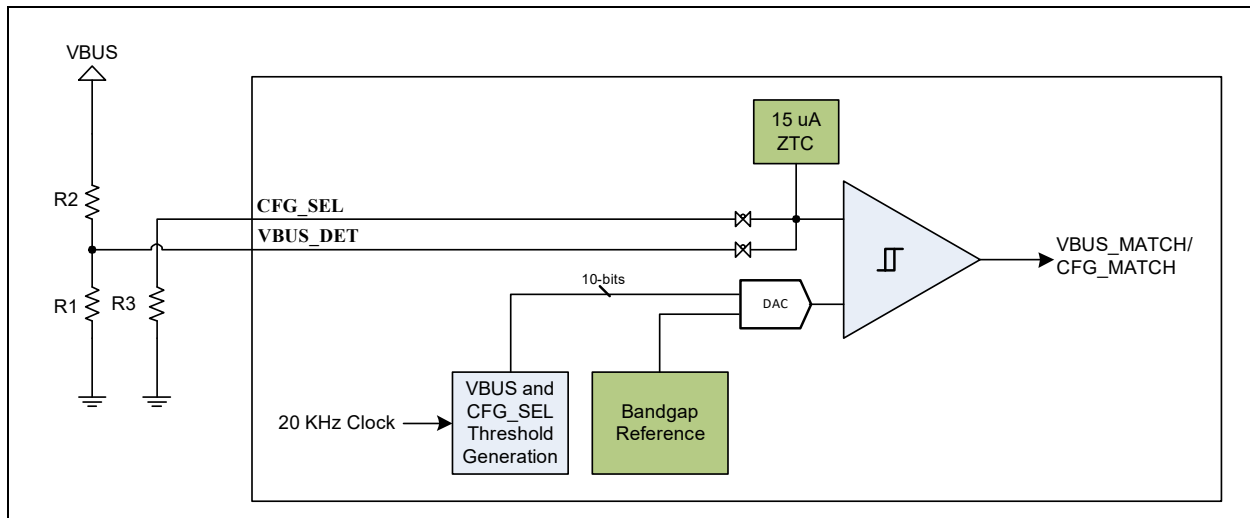 VBUS
15 uA
ZTC
R2
CFG_SEL
VBUS_DET
VBUS_MATCH/
CFG_MATCH
R1
R3
10-bits
DAC
VBUS and
CFG_SEL
Threshold
Generation
Bandgap
Reference
20 KHz Clock